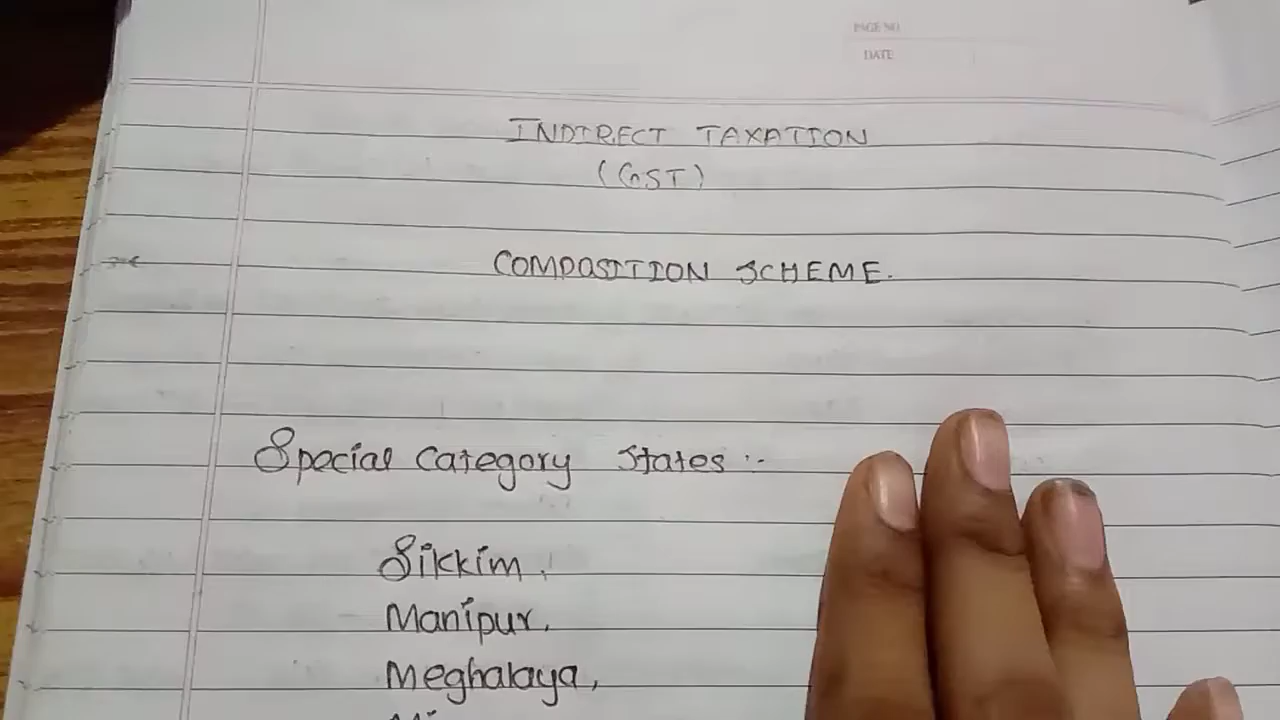 PAGE NO
DATE
INDIRECT TAXATION
(GST)
COMPOSITION SCHEME.
Special Category States :-
Sikkim.
Manipur,
Meghalaya,